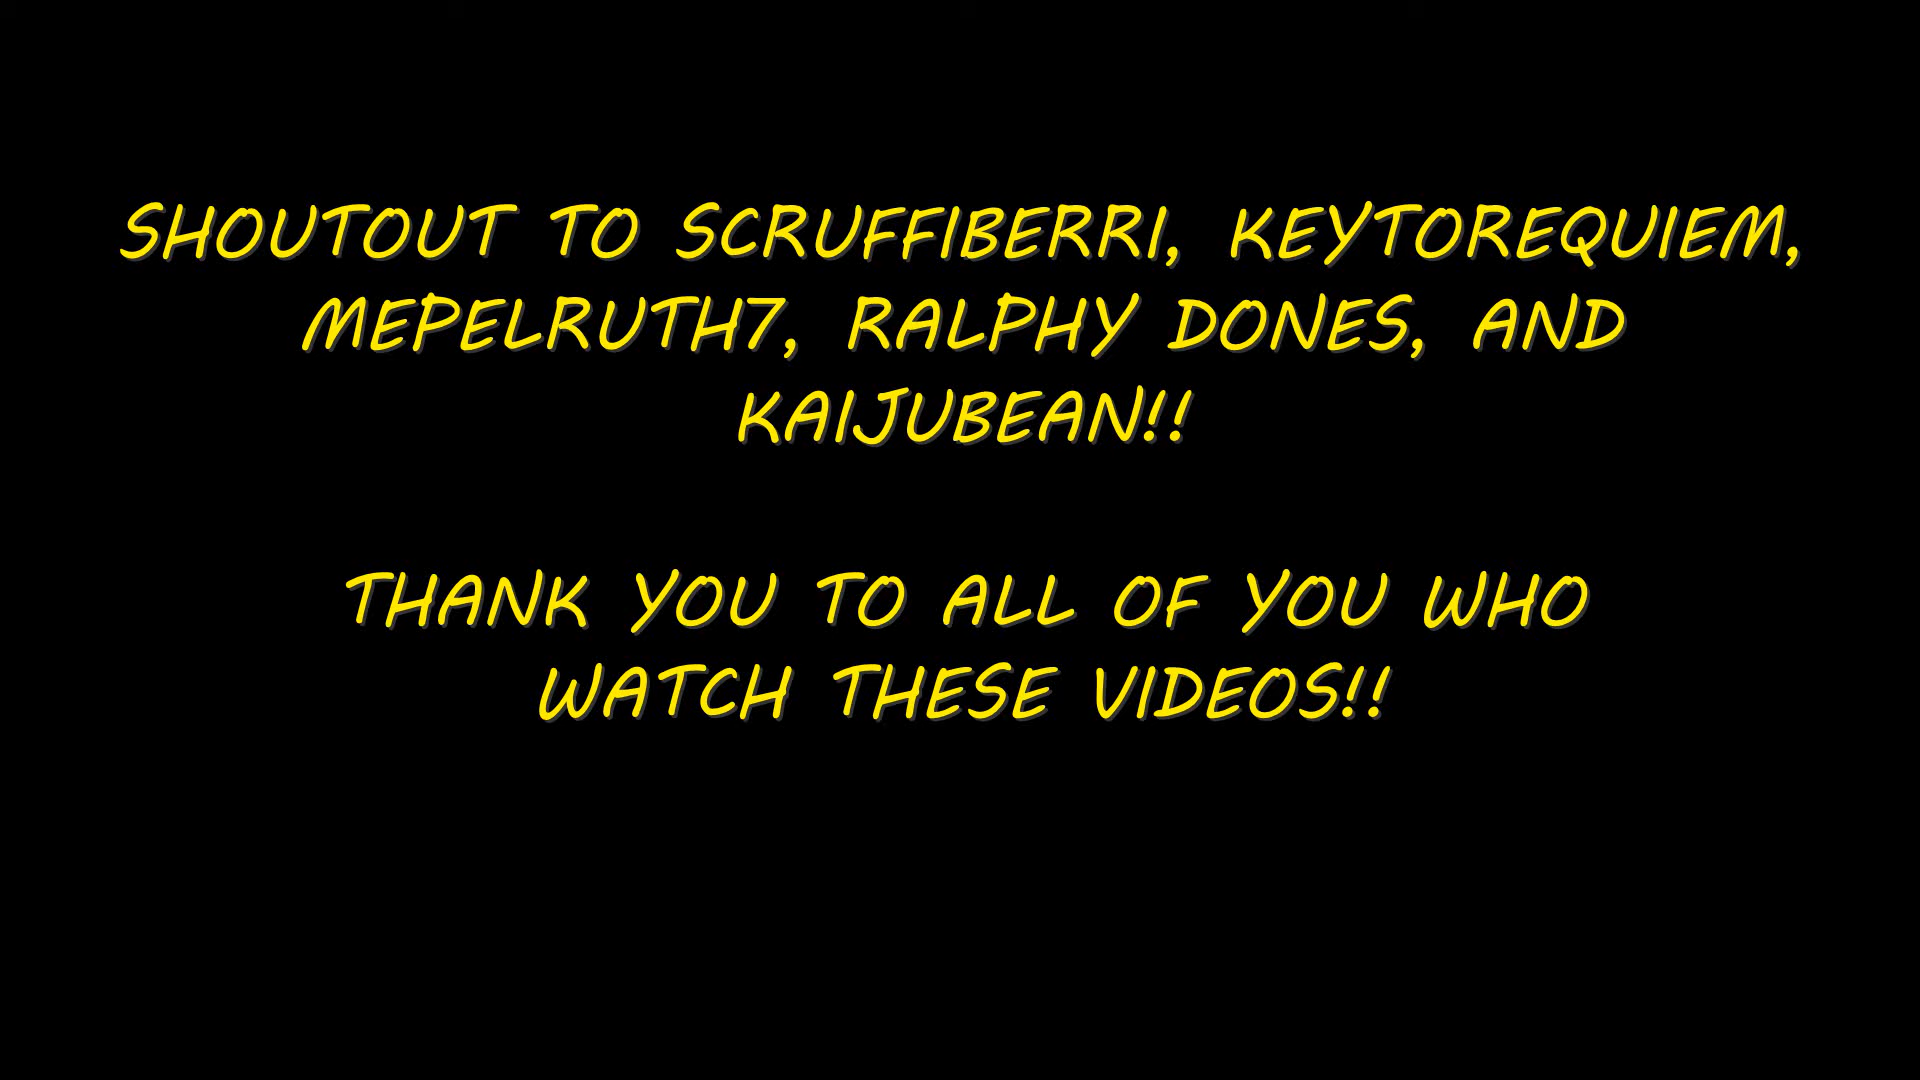 SHOUTOUT TO SCRUFFIBERRI, KEYTOREQUIEM,
MEPELRUTH7, RALPHY DONES, AND
KAIJUBEAN!!
THANK YOU TO ALL OF YOU WHO
WATCH THESE VIDEOS!!